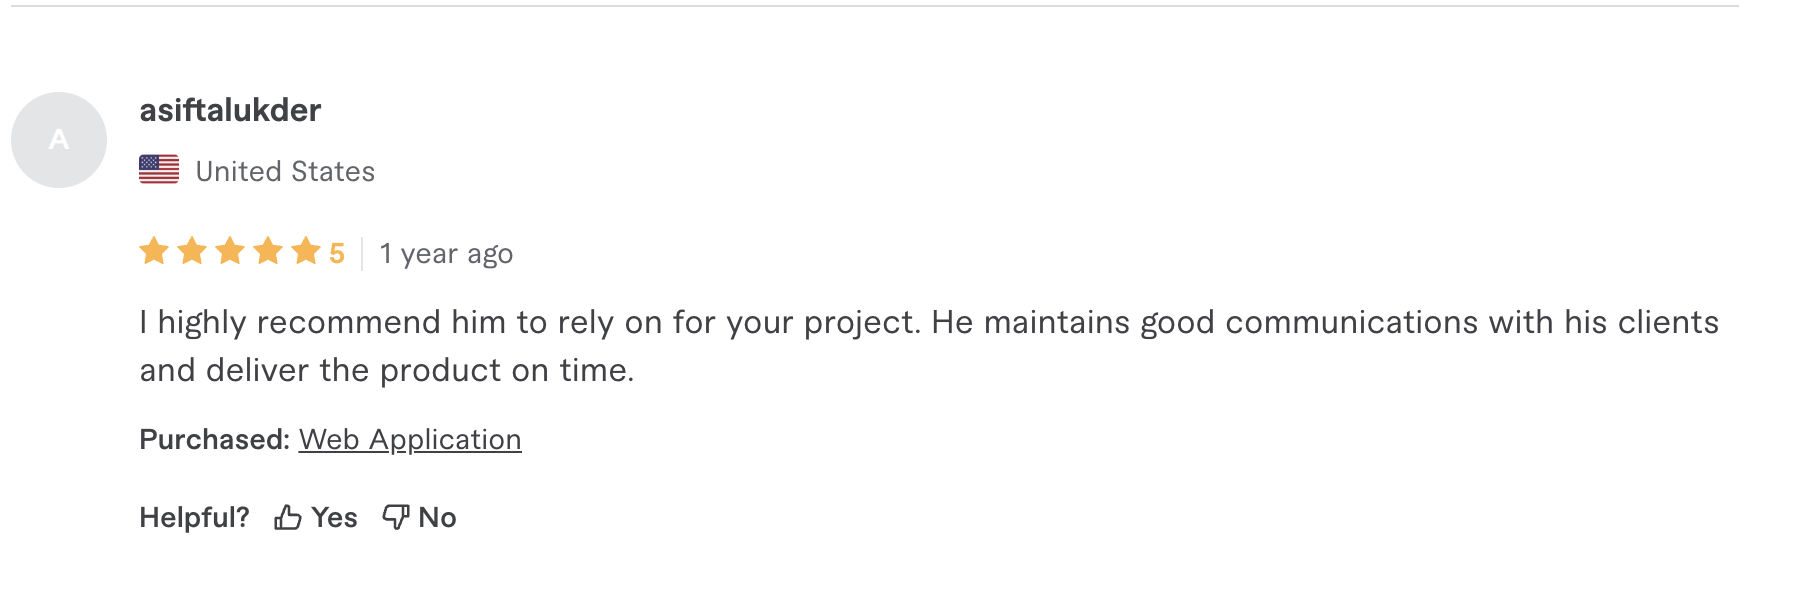 A
asiftalukder
United States
5 1 year ago
I highly recommend him to rely on for your project. He maintains good communications with his clients
and deliver the product on time.
Purchased: Web Application
Helpful? Yes No